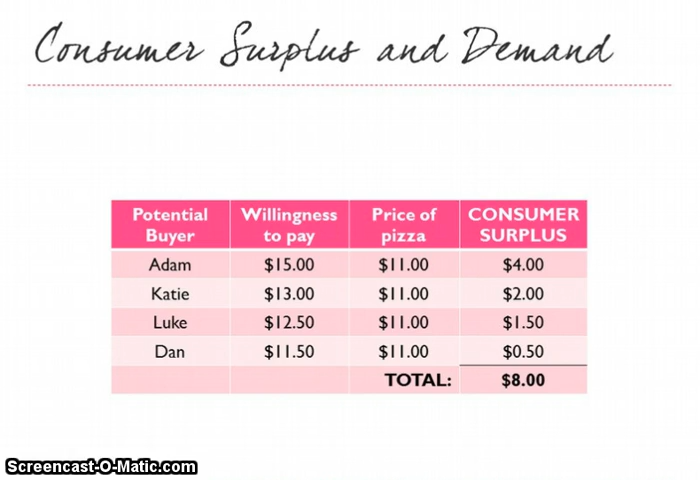 Consumer Surplus and Demand
Potential Buyer Willingness to pay Price of pizza CONSUMER SURPLUS
Adam $15.00 $11.00 $4.00
Katie $13.00 $11.00 $2.00
Luke $12.50 $11.00 $1.50
Dan $11.50 $11.00 $0.50
TOTAL: $8.00
Screencast-O-Matic.com